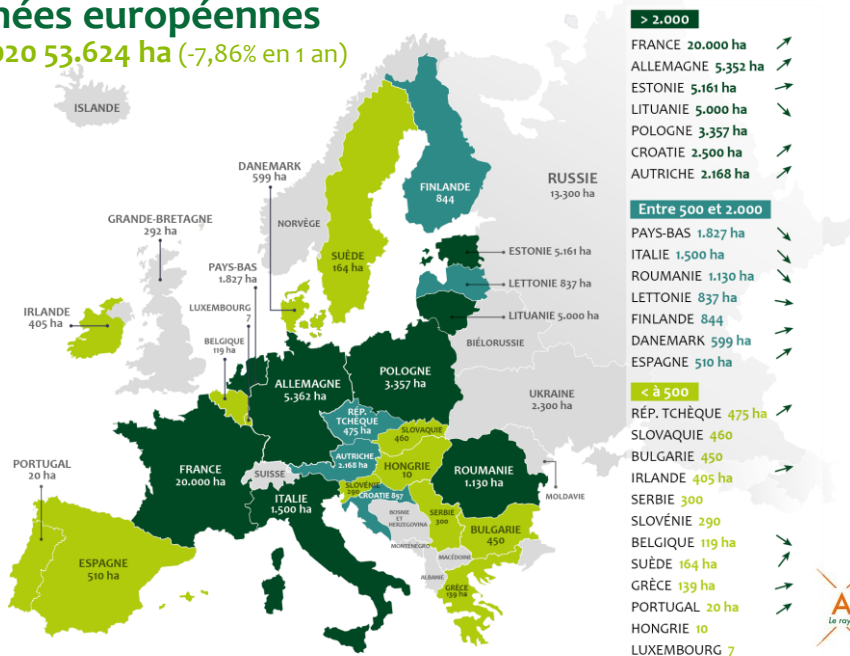 nées européennes
020 53.624 ha (-7,86% en 1 an)
ISLANDE
DANEMARK
599 ha
FINLANDE
844
RUSSIE
13.300 ha
GRANDE-BRETAGNE
292 ha
NORVÈGE
SUÈDE
164 ha
PAYS-BAS
1.827 ha
ESTONIE 5.161 ha
LETTONIE 837 ha
LITUANIE 5.000 ha
IRLANDE
405 ha
LUXEMBOURG
7
BELGIQUE
119 ha
BIÉLORUSSIE
POLOGNE
3.357 ha
ALLEMAGNE
5.362 ha
UKRAINE
2.300 ha
RÉP.
TCHÈQUE
475 ha
SLOVAQUIE
460
AUTRICHE
2.168 ha
HONGRIE
10
ROUMANIE
1.130 ha
MOLDAVIE
PORTUGAL
20 ha
FRANCE
20.000 ha
SUISSE
ITALIE
1.500 ha
SLOVÉNIE
CROATIE 857
BOSNIE
ET
HERZEGOVINA
SERBIE
300
BULGARIE
450
MONTÉNÉGRO
MACÉDOINE
ALBANIE
GRÈCE
139 ha
ESPAGNE
510 ha
> 2.000
FRANCE 20.000 ha
ALLEMAGNE 5.352 ha
ESTONIE 5.161 ha
LITUANIE 5.000 ha
POLOGNE 3.357 ha
CROATIE 2.500 ha
AUTRICHE 2.168 ha
Entre 500 et 2.000
PAYS-BAS 1.827 ha
ITALIE 1.500 ha
ROUMANIE 1.130 ha
LETTONIE 837 ha
FINLANDE 844
DANEMARK 599 ha
ESPAGNE 510 ha
< à 500
RÉP. TCHÈQUE 475 ha
SLOVAQUIE 460
BULGARIE 450
IRLANDE 405 ha
SERBIE 300
SLOVÉNIE 290
BELGIQUE 119 ha
SUÈDE 164 ha
GRÈCE 139 ha
PORTUGAL 20 ha
HONGRIE 10
LUXEMBOURG 7
A
Le ray